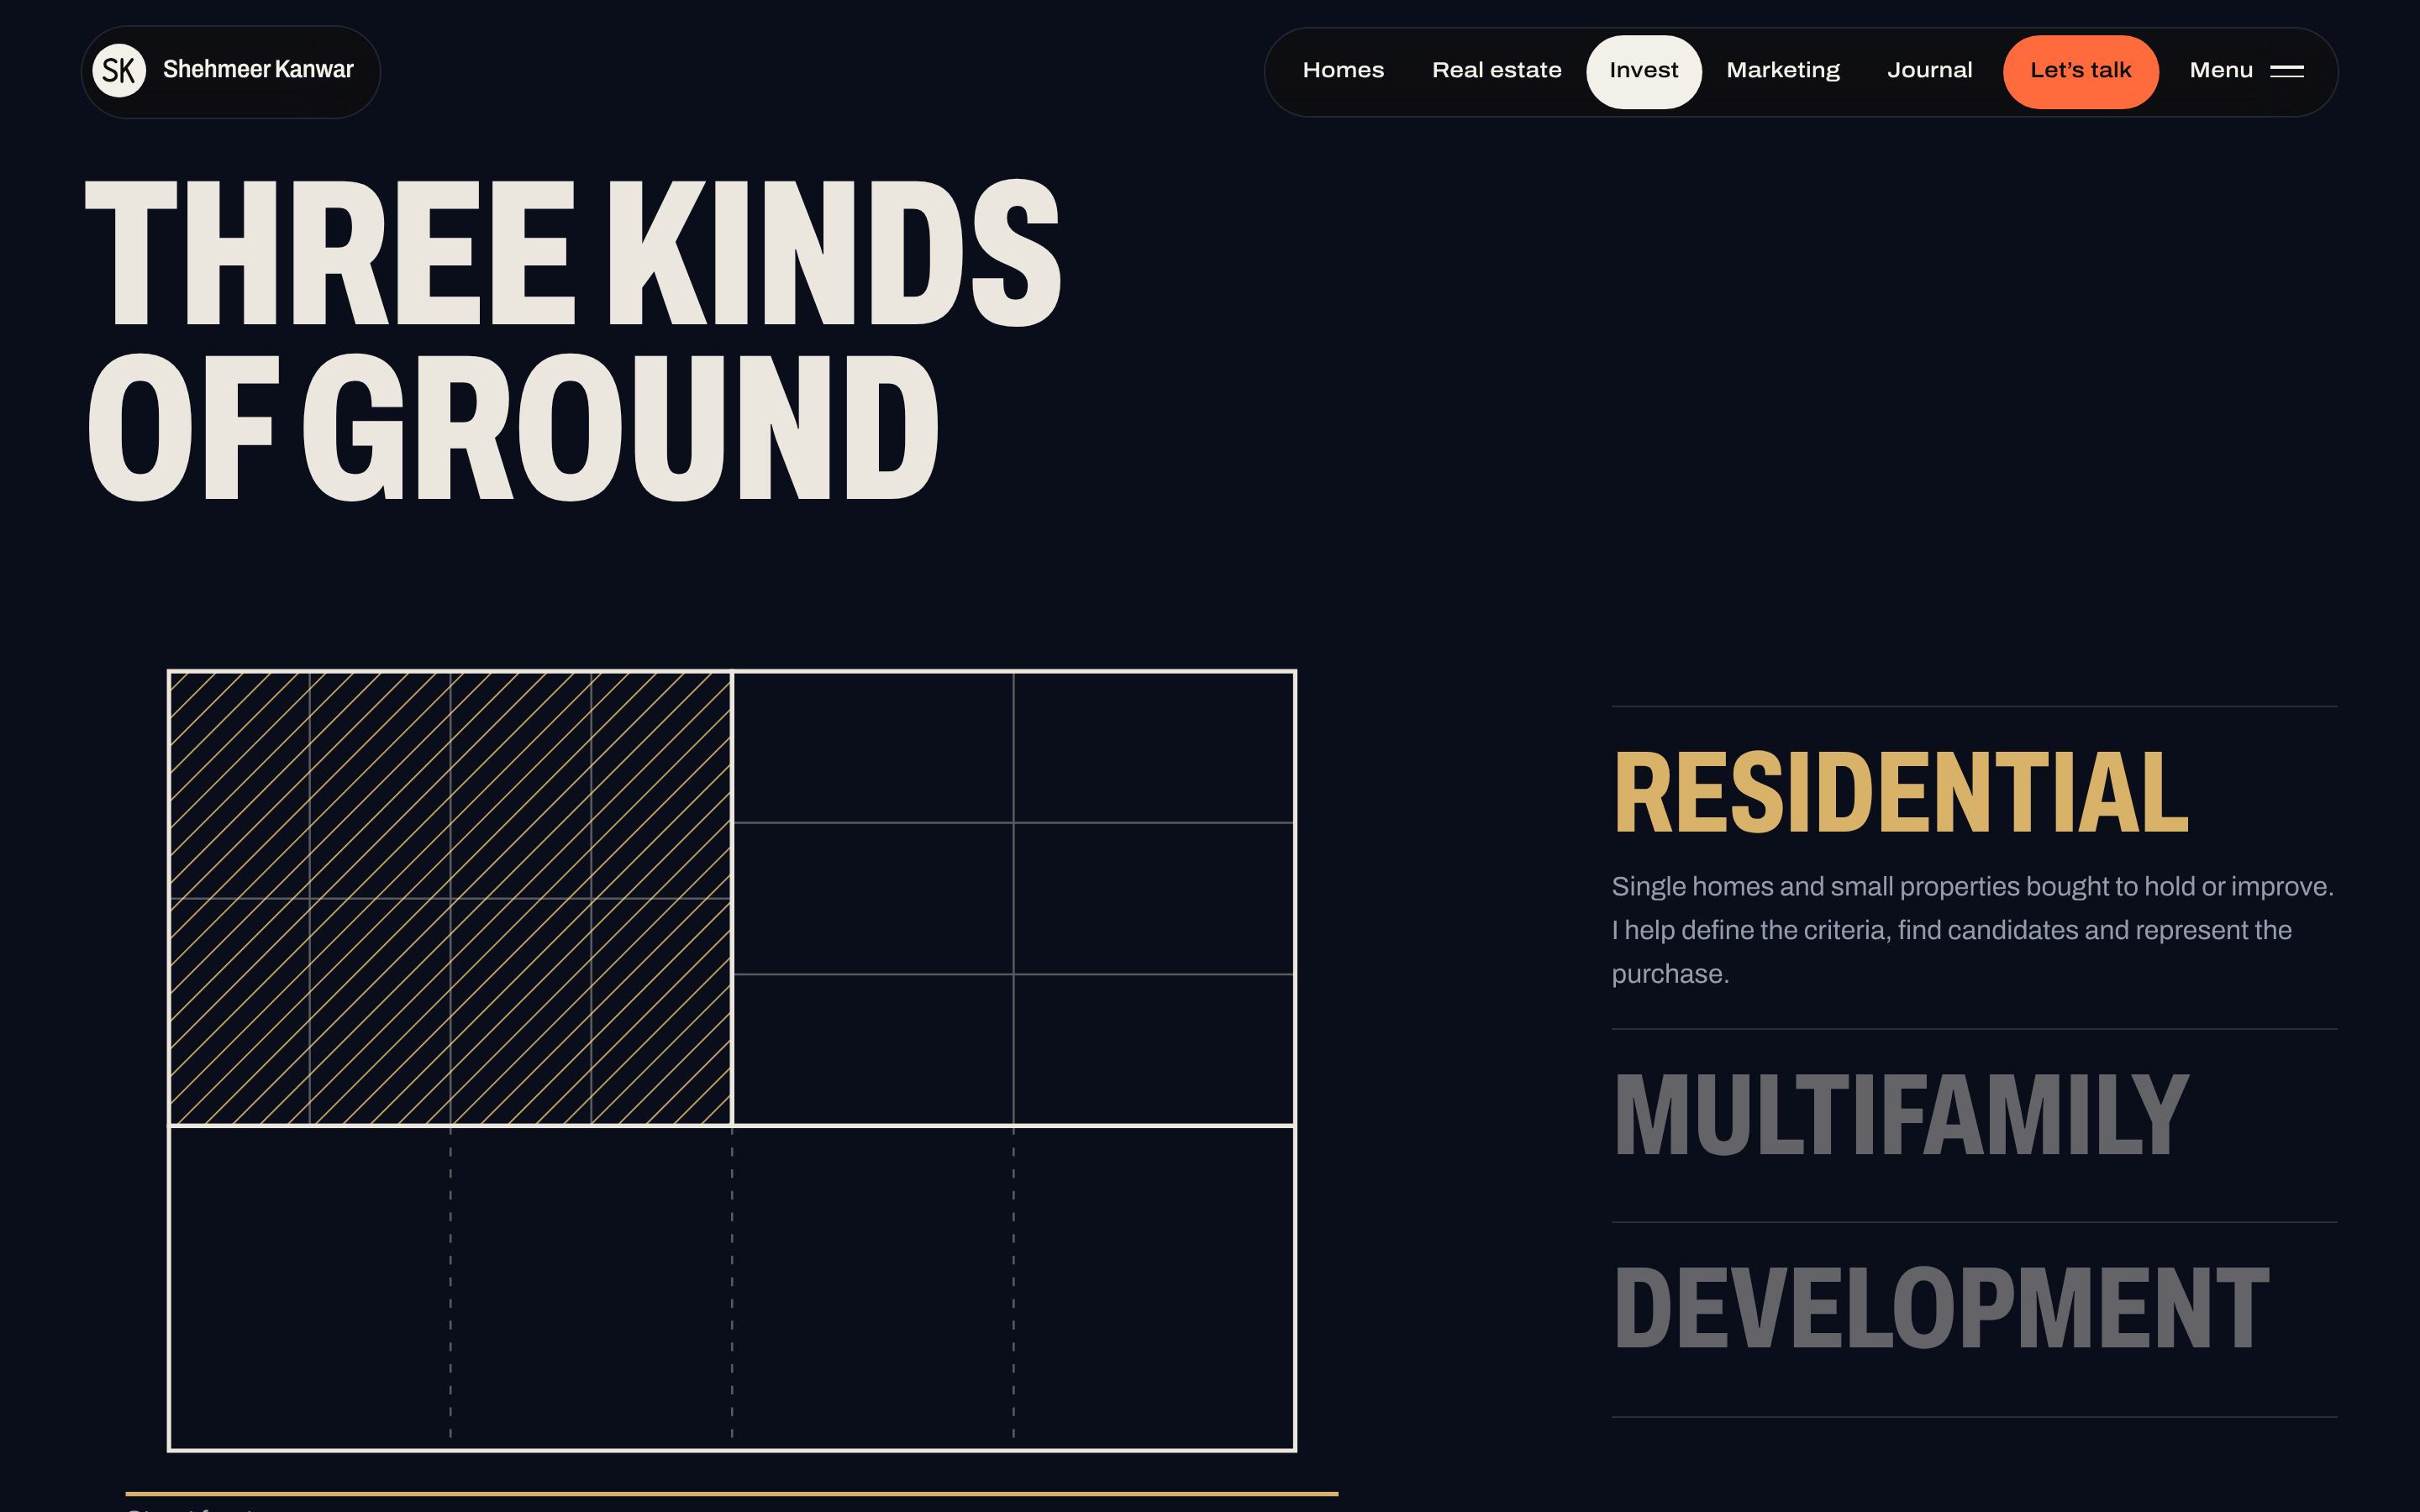 SK Shehmeer Kanwar
Homes Real estate Invest Marketing Journal Let’s talk Menu
THREE KINDS
OF GROUND
RESIDENTIAL
Single homes and small properties bought to hold or improve.
I help define the criteria, find candidates and represent the
purchase.
MULTIFAMILY
DEVELOPMENT